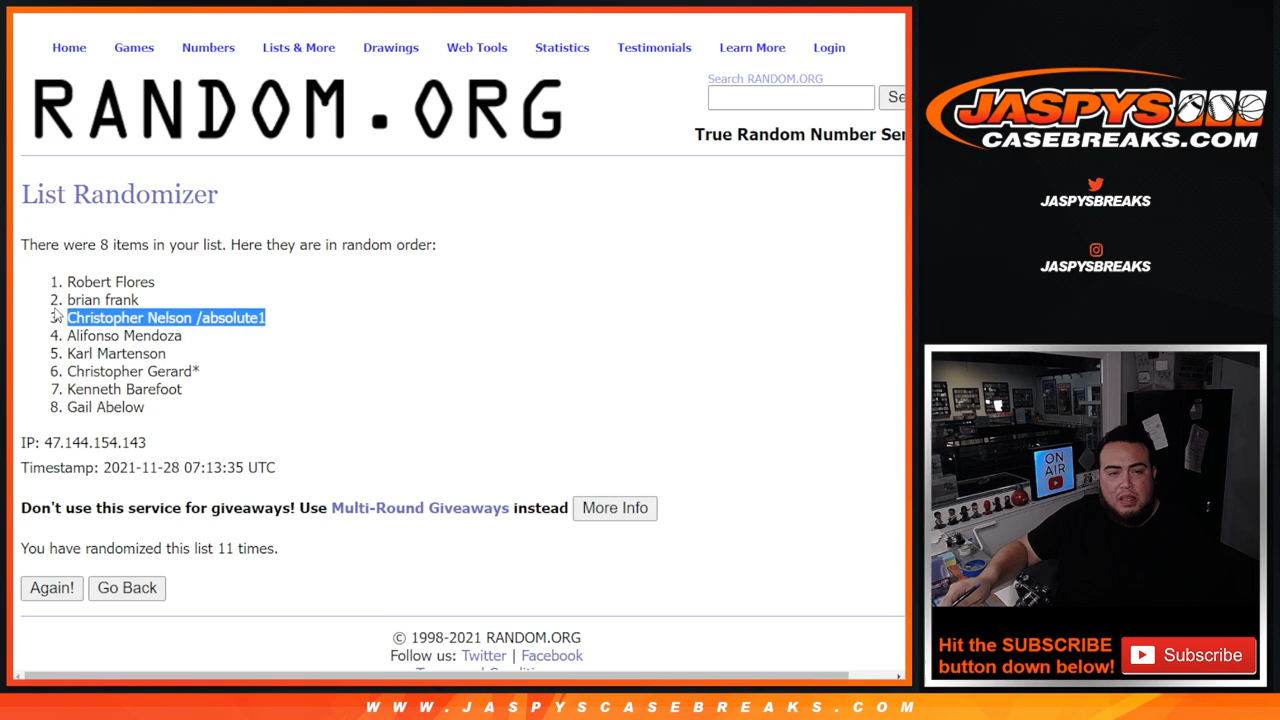 Home Games Numbers Lists & More Drawings Web Tools Statistics Testimonials Learn More Login
RANDOM.ORG
Search RANDOM.ORG
Se
True Random Number Ser
List Randomizer
There were 8 items in your list. Here they are in random order:
1. Robert Flores
2. brian frank
3. Christopher Nelson /absolute1
4. Alifonso Mendoza
5. Karl Martenson
6. Christopher Gerard*
7. Kenneth Barefoot
8. Gail Abelow
IP: 47.144.154.143
Timestamp: 2021-11-28 07:13:35 UTC
Don't use this service for giveaways! Use Multi-Round Giveaways instead More Info
You have randomized this list 11 times.
Again! Go Back
© 1998-2021 RANDOM.ORG
Follow us: Twitter | Facebook
JASPYS
CASEBREAKS.COM
JASPYSBREAKS
JASPYSBREAKS
ON
AIR
Hit the SUBSCRIBE
button down below!
Subscribe
WWW.JASPYSCASEBREAKS.COM